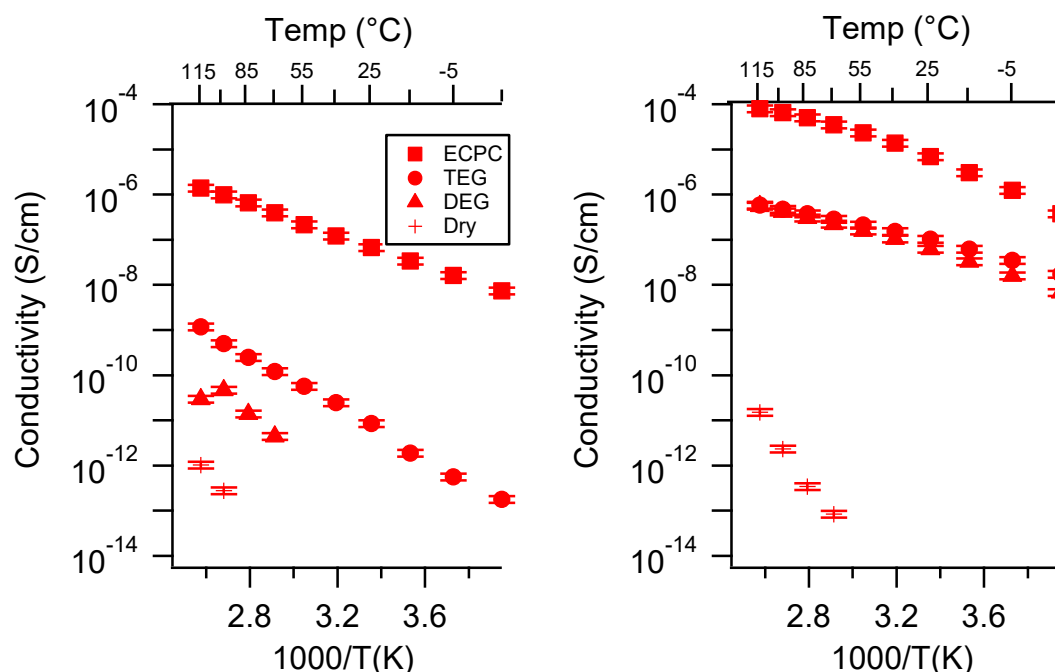 Temp (°C)
115 85 55 25 -5
10-4
10-6
10-8
10-10
10-12
10-14
Conductivity (S/cm)
ECPC
TEG
DEG
Dry
2.8 3.2 3.6
1000/T(K)
Temp (°C)
115 85 55 25 -5
10-4
10-6
10-8
10-10
10-12
10-14
Conductivity (S/cm)
2.8 3.2 3.6
1000/T(K)